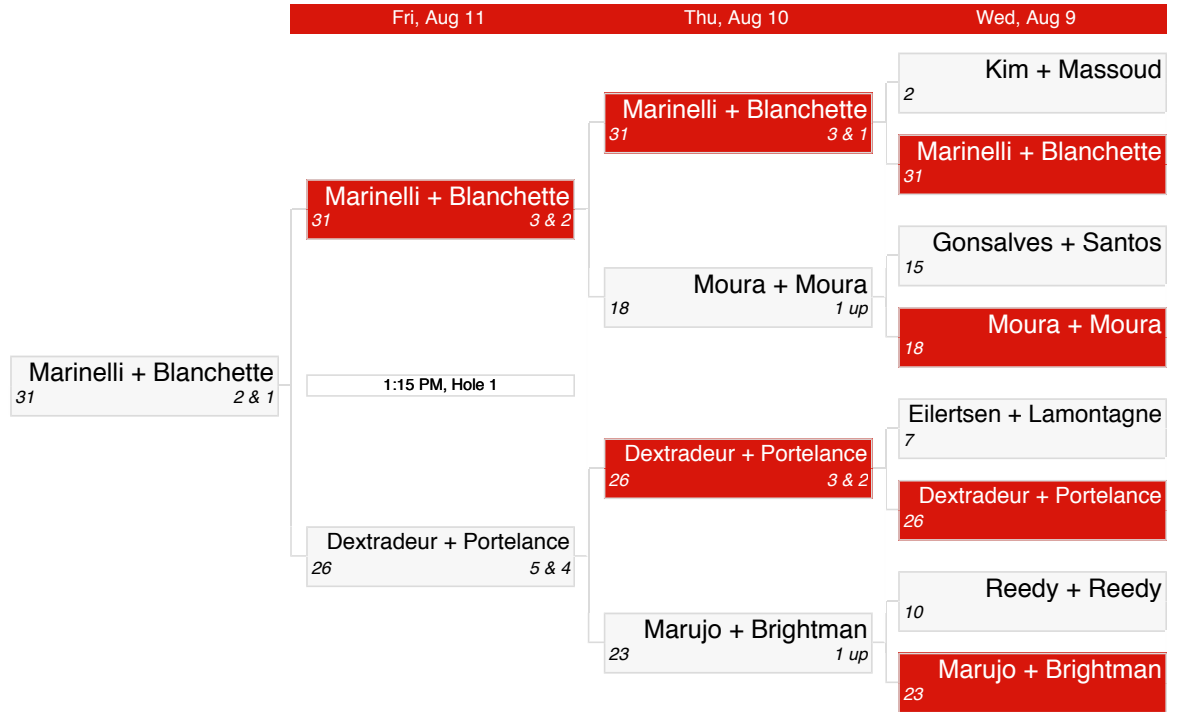 Fri, Aug 11
Thu, Aug 10
Wed, Aug 9
Kim + Massoud
2
Marinelli + Blanchette
31 3 & 1
Marinelli + Blanchette
31
Marinelli + Blanchette
31 3 & 2
Gonsalves + Santos
15
Moura + Moura
18 1 up
Moura + Moura
18
Marinelli + Blanchette
31 2 & 1
1:15 PM, Hole 1
Eilertsen + Lamontagne
7
Dextradeur + Portelance
26 3 & 2
Dextradeur + Portelance
26
Dextradeur + Portelance
26 5 & 4
Reedy + Reedy
10
Marujo + Brightman
23 1 up
Marujo + Brightman
23